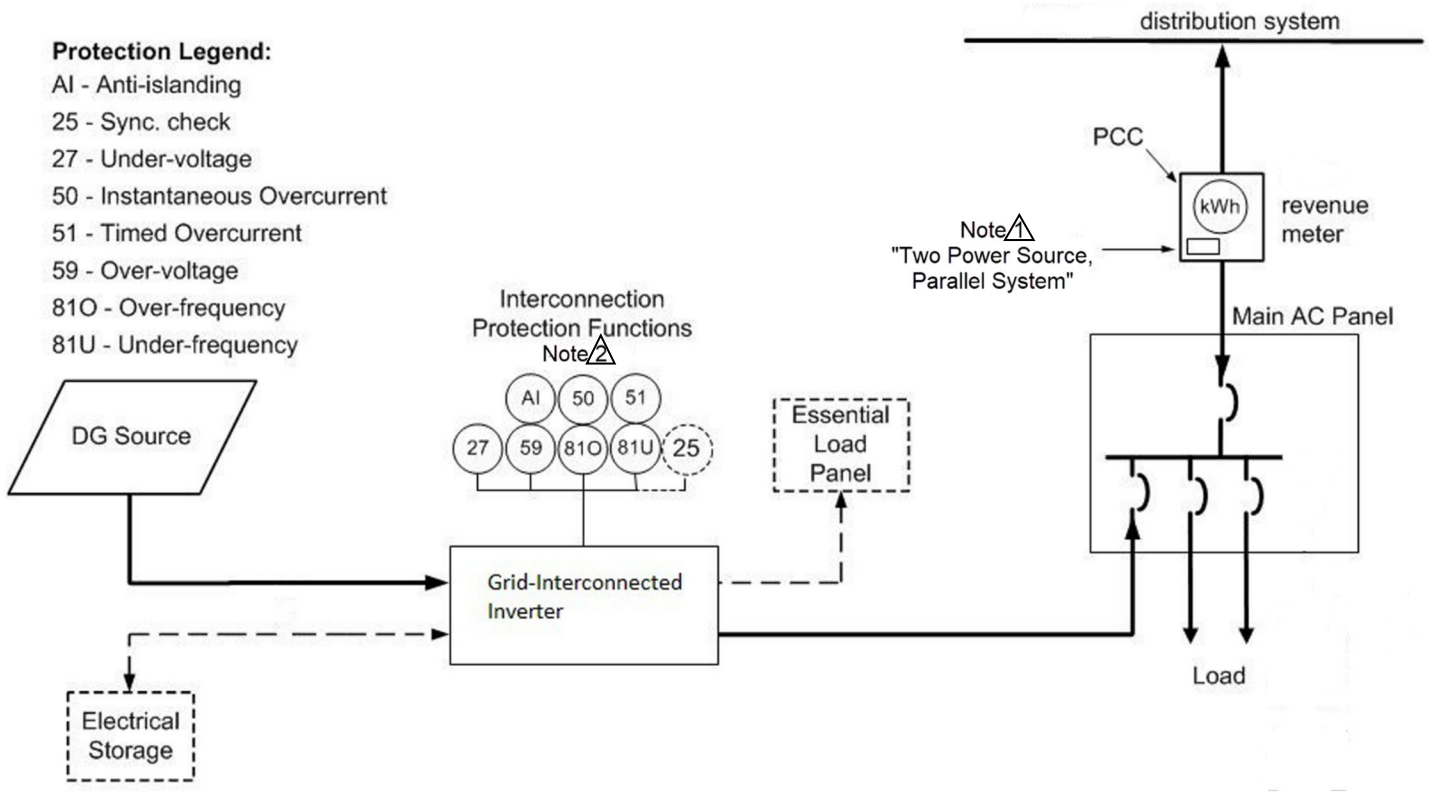 distribution system
Protection Legend:
AI - Anti-islanding
25 - Sync. check
27 - Under-voltage
50 - Instantaneous Overcurrent
51 - Timed Overcurrent
59 - Over-voltage
81O - Over-frequency
81U - Under-frequency
PCC
kWh
revenue
meter
Note 1
"Two Power Source,
Parallel System"
Main AC Panel
Interconnection
Protection Functions
Note 2
AI 50 51
27 59 81O 81U 25
DG Source
Essential
Load
Panel
Grid-Interconnected
Inverter
Load
Electrical
Storage